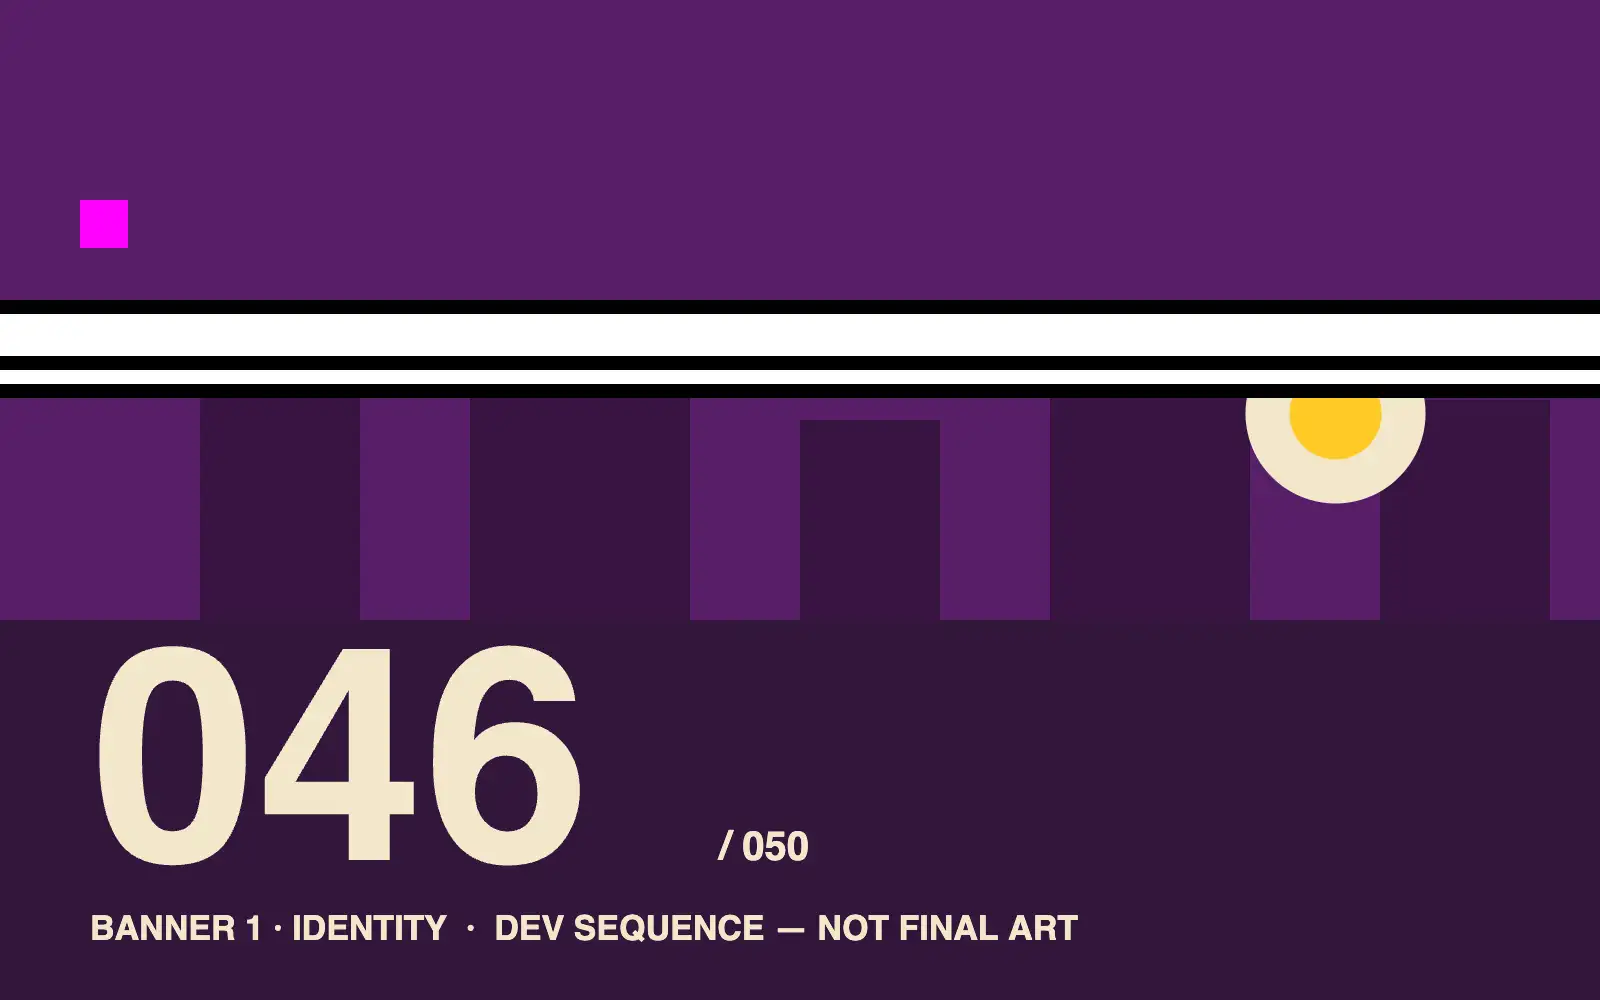 046 / 050
BANNER 1 · IDENTITY · DEV SEQUENCE — NOT FINAL ART